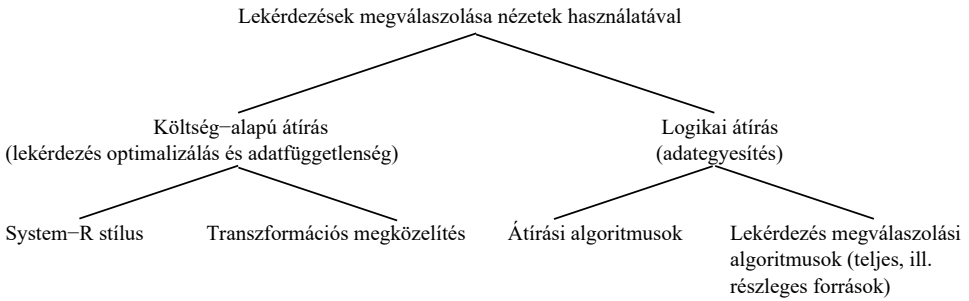 Lekérdezések megválaszolása nézetek használatával
Költség−alapú átírás
(lekérdezés optimalizálás és adatfüggetlenség)
Logikai átírás
(adategyesítés)
System−R stílus
Transzformációs megközelítés
Átírási algoritmusok
Lekérdezés megválaszolási
algoritmusok (teljes, ill.
részleges források)